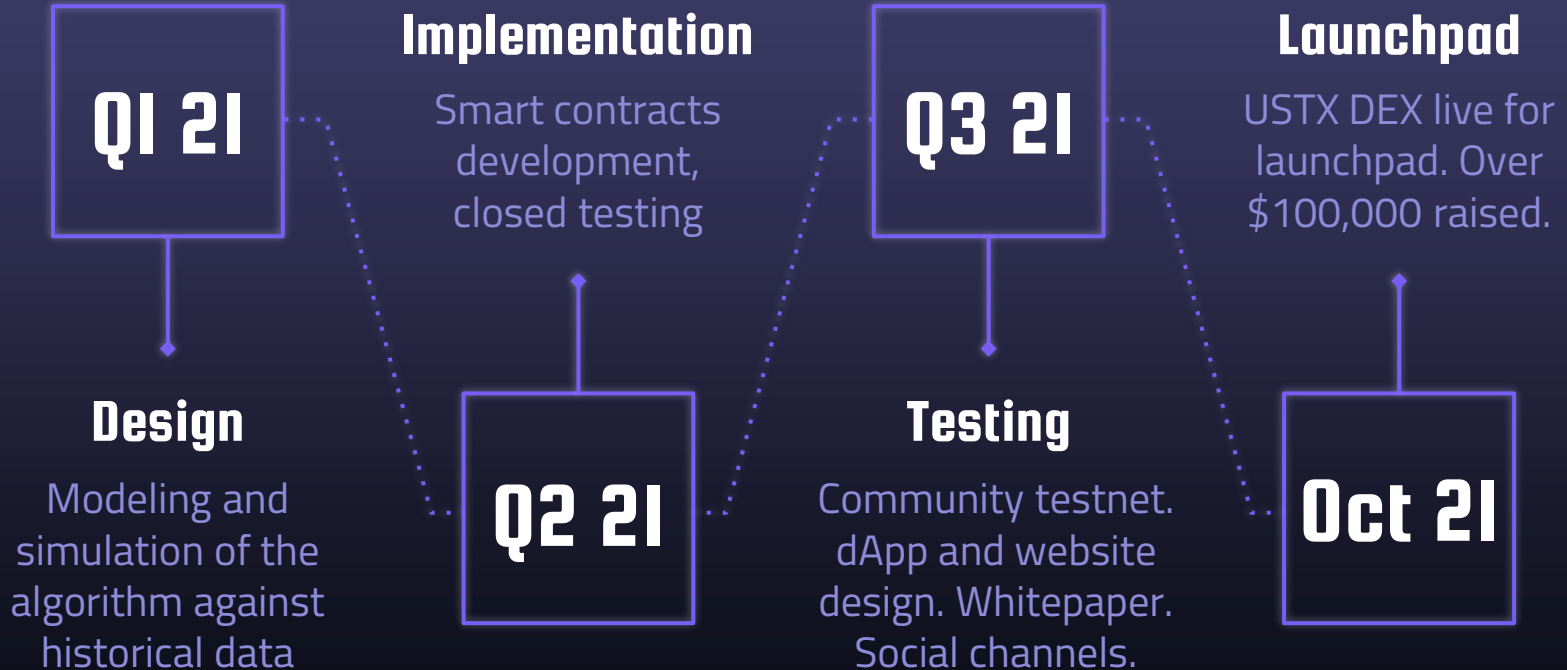 Q1 21
Design
Modeling and
simulation of the
algorithm against
historical data
Implementation
Smart contracts
development,
closed testing
Q2 21
Q3 21
Testing
Community testnet.
dApp and website
design. Whitepaper.
Social channels.
Launchpad
USTX DEX live for
launchpad. Over
$100,000 raised.
Oct 21